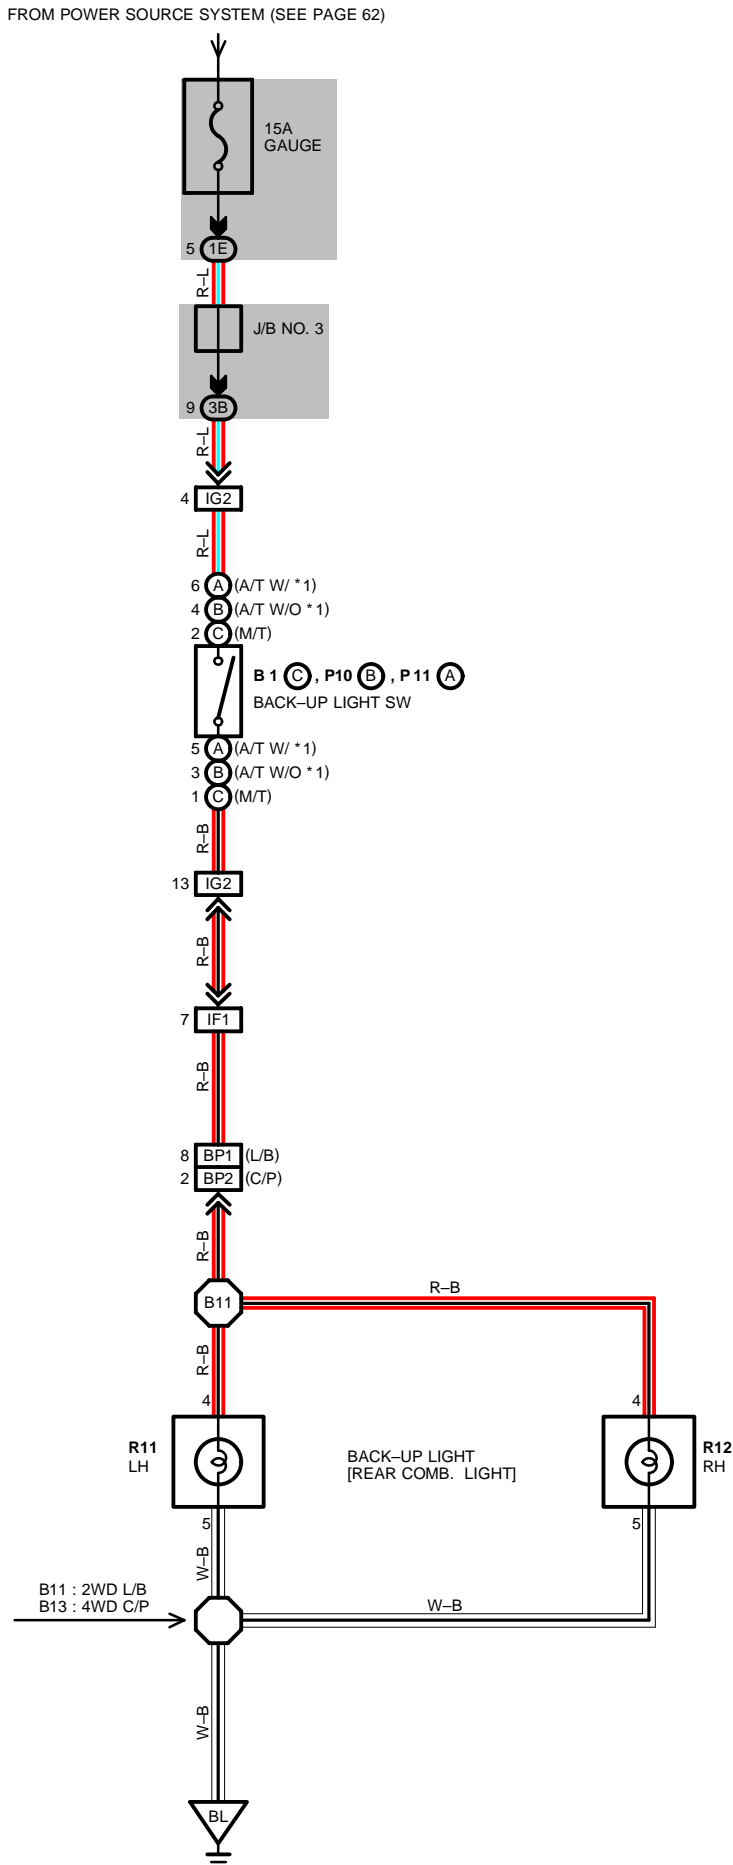 FROM POWER SOURCE SYSTEM (SEE PAGE 62)
15A
GAUGE
5 1E
R–L
J/B NO. 3
9 3B
R–L
4 IG2
R–L
6 A (A/T W/ *1)
4 B (A/T W/O *1)
2 C (M/T)
B 1 C , P10 B , P 11 A
BACK–UP LIGHT SW
5 A (A/T W/ *1)
3 B (A/T W/O *1)
1 C (M/T)
R–B
13 IG2
R–B
7 IF1
R–B
8 BP1 (L/B)
2 BP2 (C/P)
R–B
R–B
B11
R–B
4
4
R11
LH
BACK–UP LIGHT
[REAR COMB. LIGHT]
R12
RH
5
5
W–B
B11 : 2WD L/B
B13 : 4WD C/P
W–B
W–B
BL